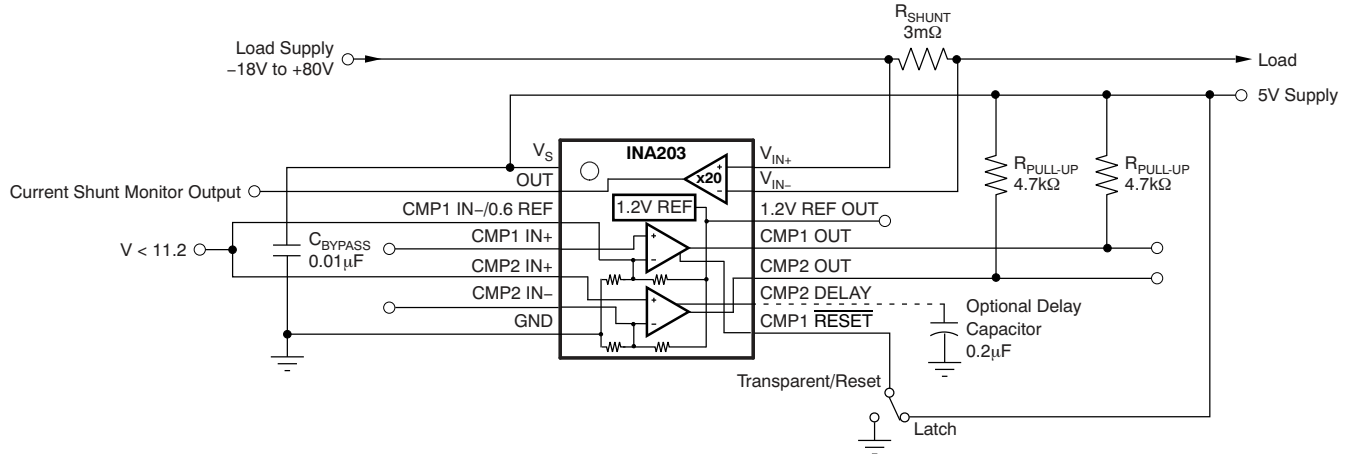 R_SHUNT
3mΩ
Load Supply
–18V to +80V
Load
5V Supply
V_S
INA203
V_IN+
x20
OUT
V_IN–
Current Shunt Monitor Output
R_PULL-UP
4.7kΩ
R_PULL-UP
4.7kΩ
CMP1 IN–/0.6 REF
1.2V REF
1.2V REF OUT
V < 11.2
C_BYPASS
0.01µF
CMP1 IN+
CMP1 OUT
CMP2 IN+
CMP2 OUT
CMP2 IN–
CMP2 DELAY
GND
CMP1 RESET
Optional Delay
Capacitor
0.2µF
Transparent/Reset
Latch